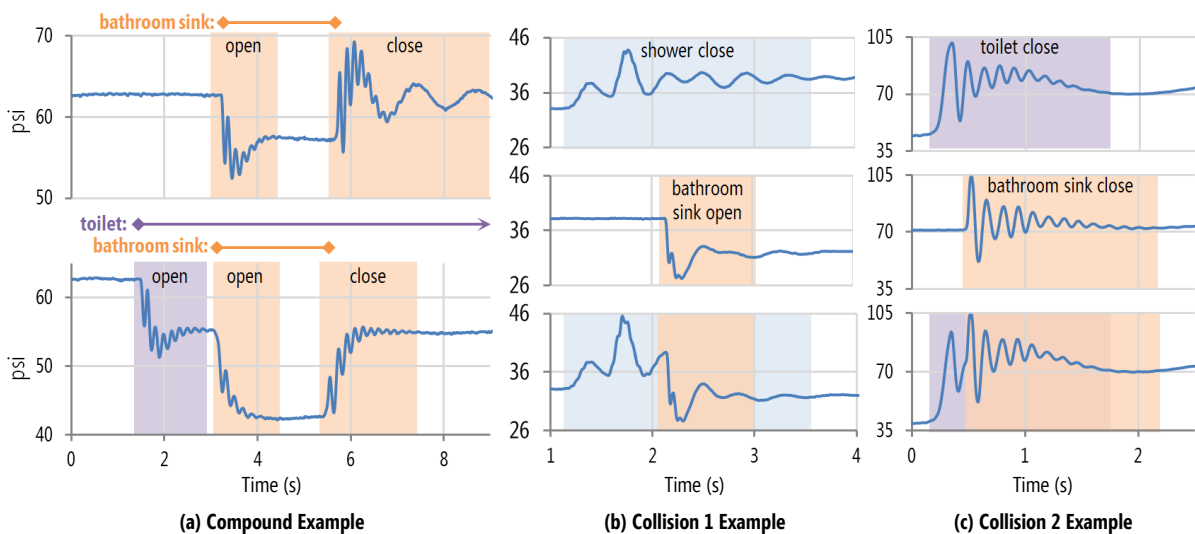 bathroom sink:
70
60
50
psi
open
close
toilet:
bathroom sink:
60
50
40
psi
open
open
close
0
2
4
6
8
Time (s)
(a) Compound Example
46
36
26
shower close
46
36
26
bathroom
sink open
46
36
26
1
2
3
4
Time (s)
(b) Collision 1 Example
105
70
35
toilet close
105
70
35
bathroom sink close
105
70
35
0
1
2
Time (s)
(c) Collision 2 Example